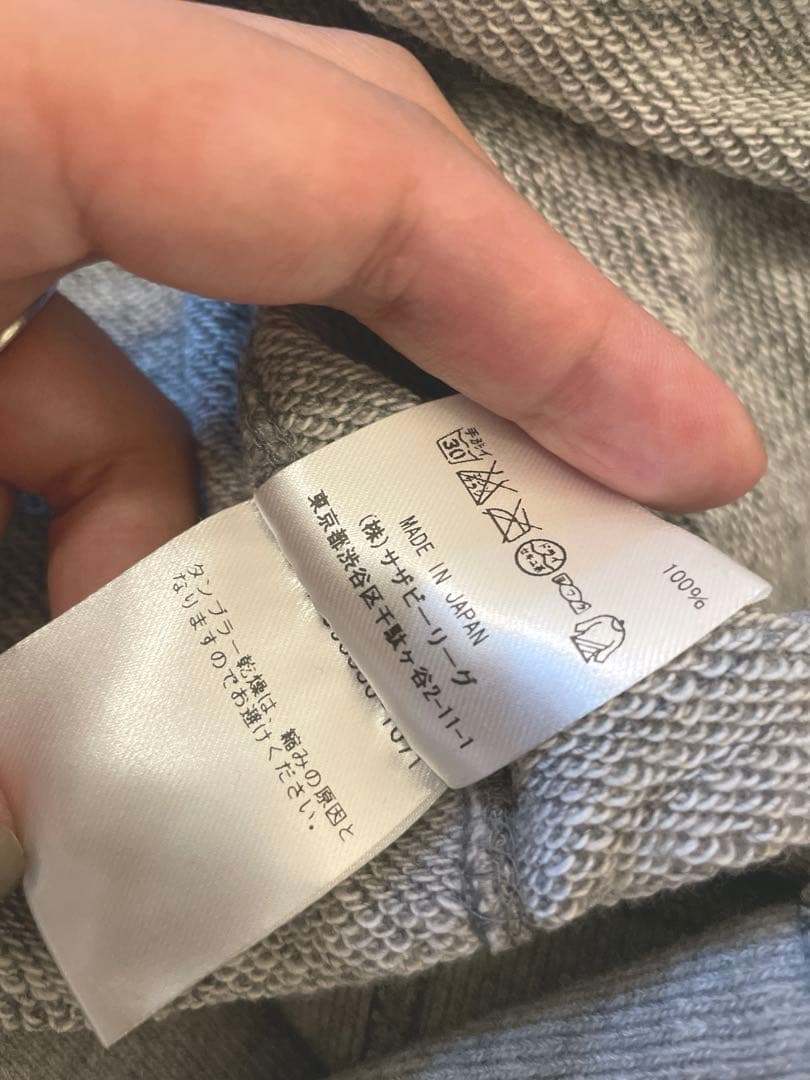 100%
手洗イ
30
MADE IN JAPAN
(株)サザビーリーグ
東京都渋谷区千駄ヶ谷2-11-1
タンブラー乾燥は、縮みの原因と
なりますのでお避けください。